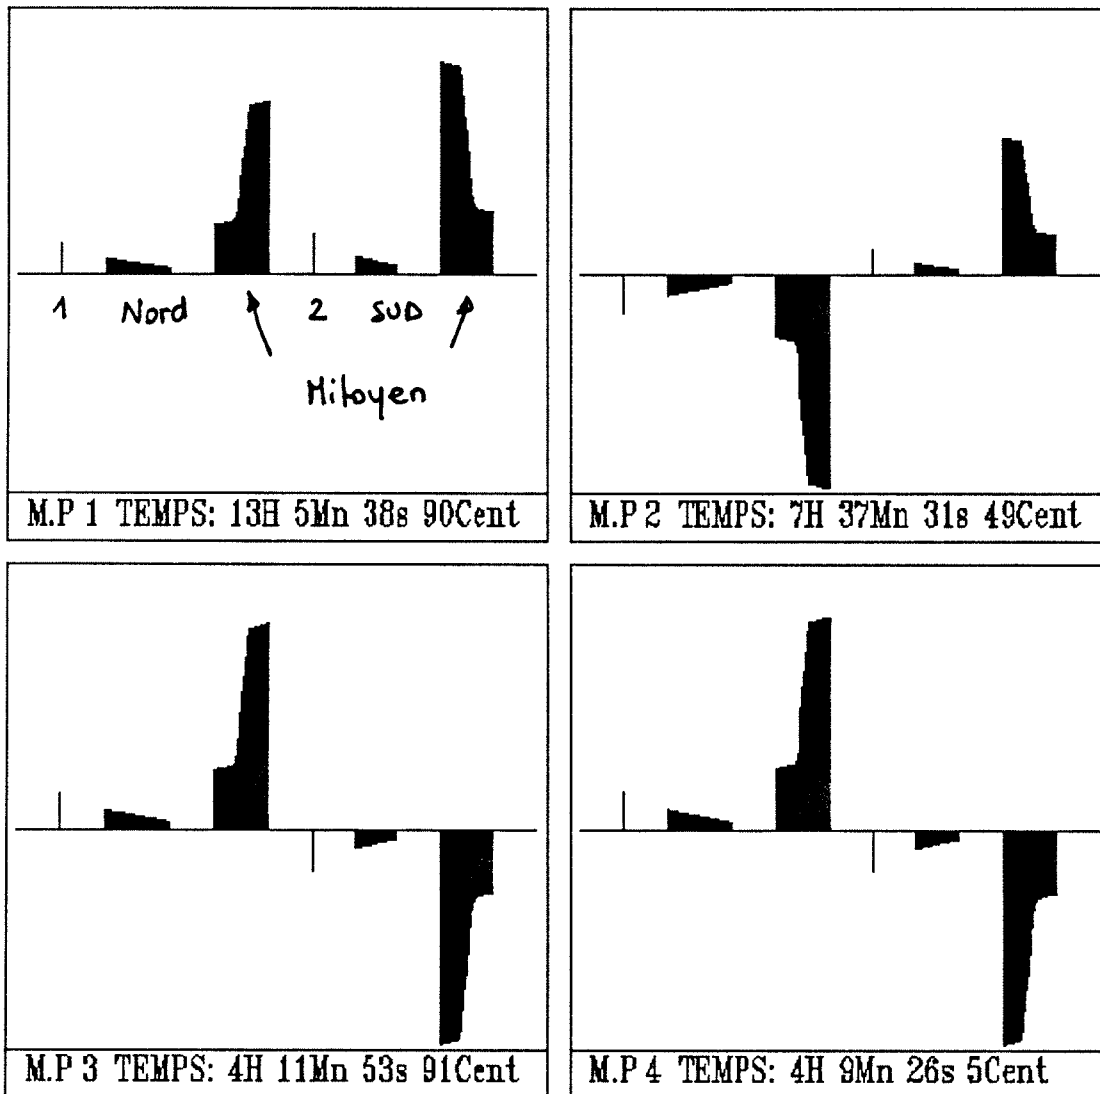 1 Nord 2 SUD
Mitoyen
M.P 1 TEMPS: 13H 5Mn 38s 90Cent
M.P 2 TEMPS: 7H 37Mn 31s 49Cent
M.P 3 TEMPS: 4H 11Mn 53s 91Cent
M.P 4 TEMPS: 4H 9Mn 26s 5Cent